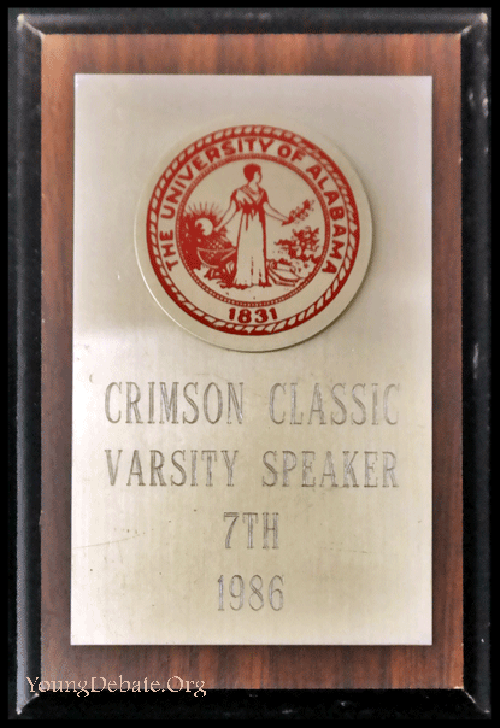 THE UNIVERSITY OF ALABAMA
1831
CRIMSON CLASSIC
VARSITY SPEAKER
7TH
1986
YoungDebate.Org